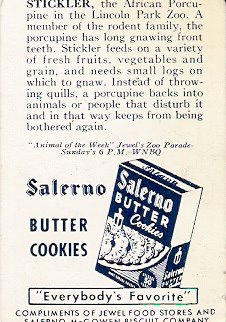 STICKLER, the African Porcu-
pine in the Lincoln Park Zoo. A
member of the rodent family, the
porcupine has long gnawing front
teeth. Stickler feeds on a variety
of fresh fruits, vegetables and
grain, and needs small logs on
which to gnaw. Instead of throw-
ing quills, a porcupine backs into
animals or people that disturb it
and in that way keeps from being
bothered again.
"Animal of the Week" Jewel's Zoo Parade-
Sunday's 6 P.M.-WNBQ
Salerno
BUTTER
COOKIES
Salerno
BUTTER
Cookies
"Everybody's Favorite"
COMPLIMENTS OF JEWEL FOOD STORES AND
SALERNO-McGOWEN BISCUIT COMPANY